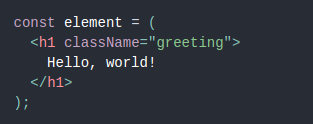 const element = (
  <h1 className="greeting">
    Hello, world!
  </h1>
);